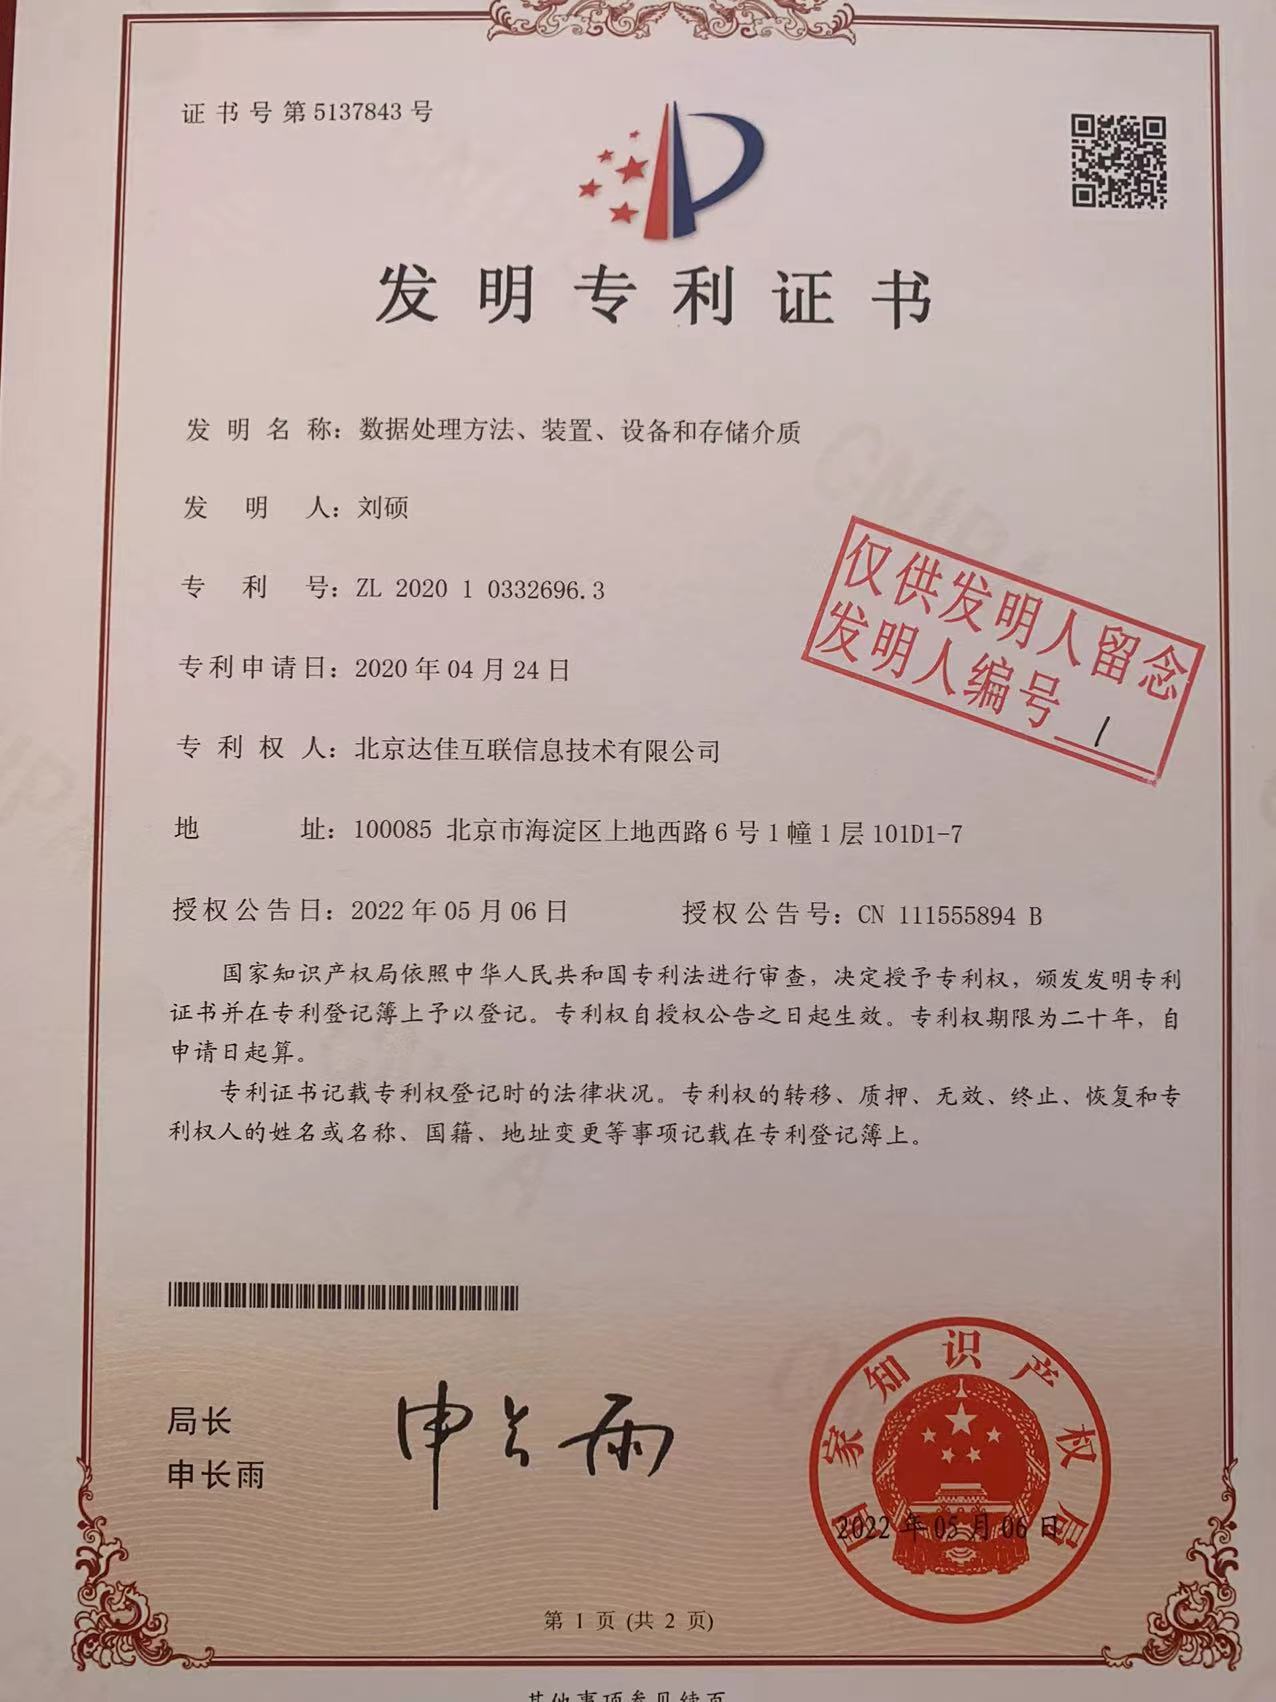 证书号第5137843号
发明专利证书
发明名称：数据处理方法、装置、设备和存储介质
发明人：刘硕
专利号：ZL 2020 1 0332696.3
仅供发明人留念
发明人编号 1
专利申请日：2020年04月24日
专利权人：北京达佳互联信息技术有限公司
地址：100085 北京市海淀区上地西路6号1幢1层101D1-7
授权公告日：2022年05月06日 授权公告号：CN 111555894 B
国家知识产权局依照中华人民共和国专利法进行审查，决定授予专利权，颁发发明专利
证书并在专利登记簿上予以登记。专利权自授权公告之日起生效。专利权期限为二十年，自
申请日起算。
专利证书记载专利权登记时的法律状况。专利权的转移、质押、无效、终止、恢复和专
利权人的姓名或名称、国籍、地址变更等事项记载在专利登记簿上。
局长
申长雨
申长雨
国家知识产权局
2022年05月06日
第 1 页 (共 2 页)
其他事项参见续页